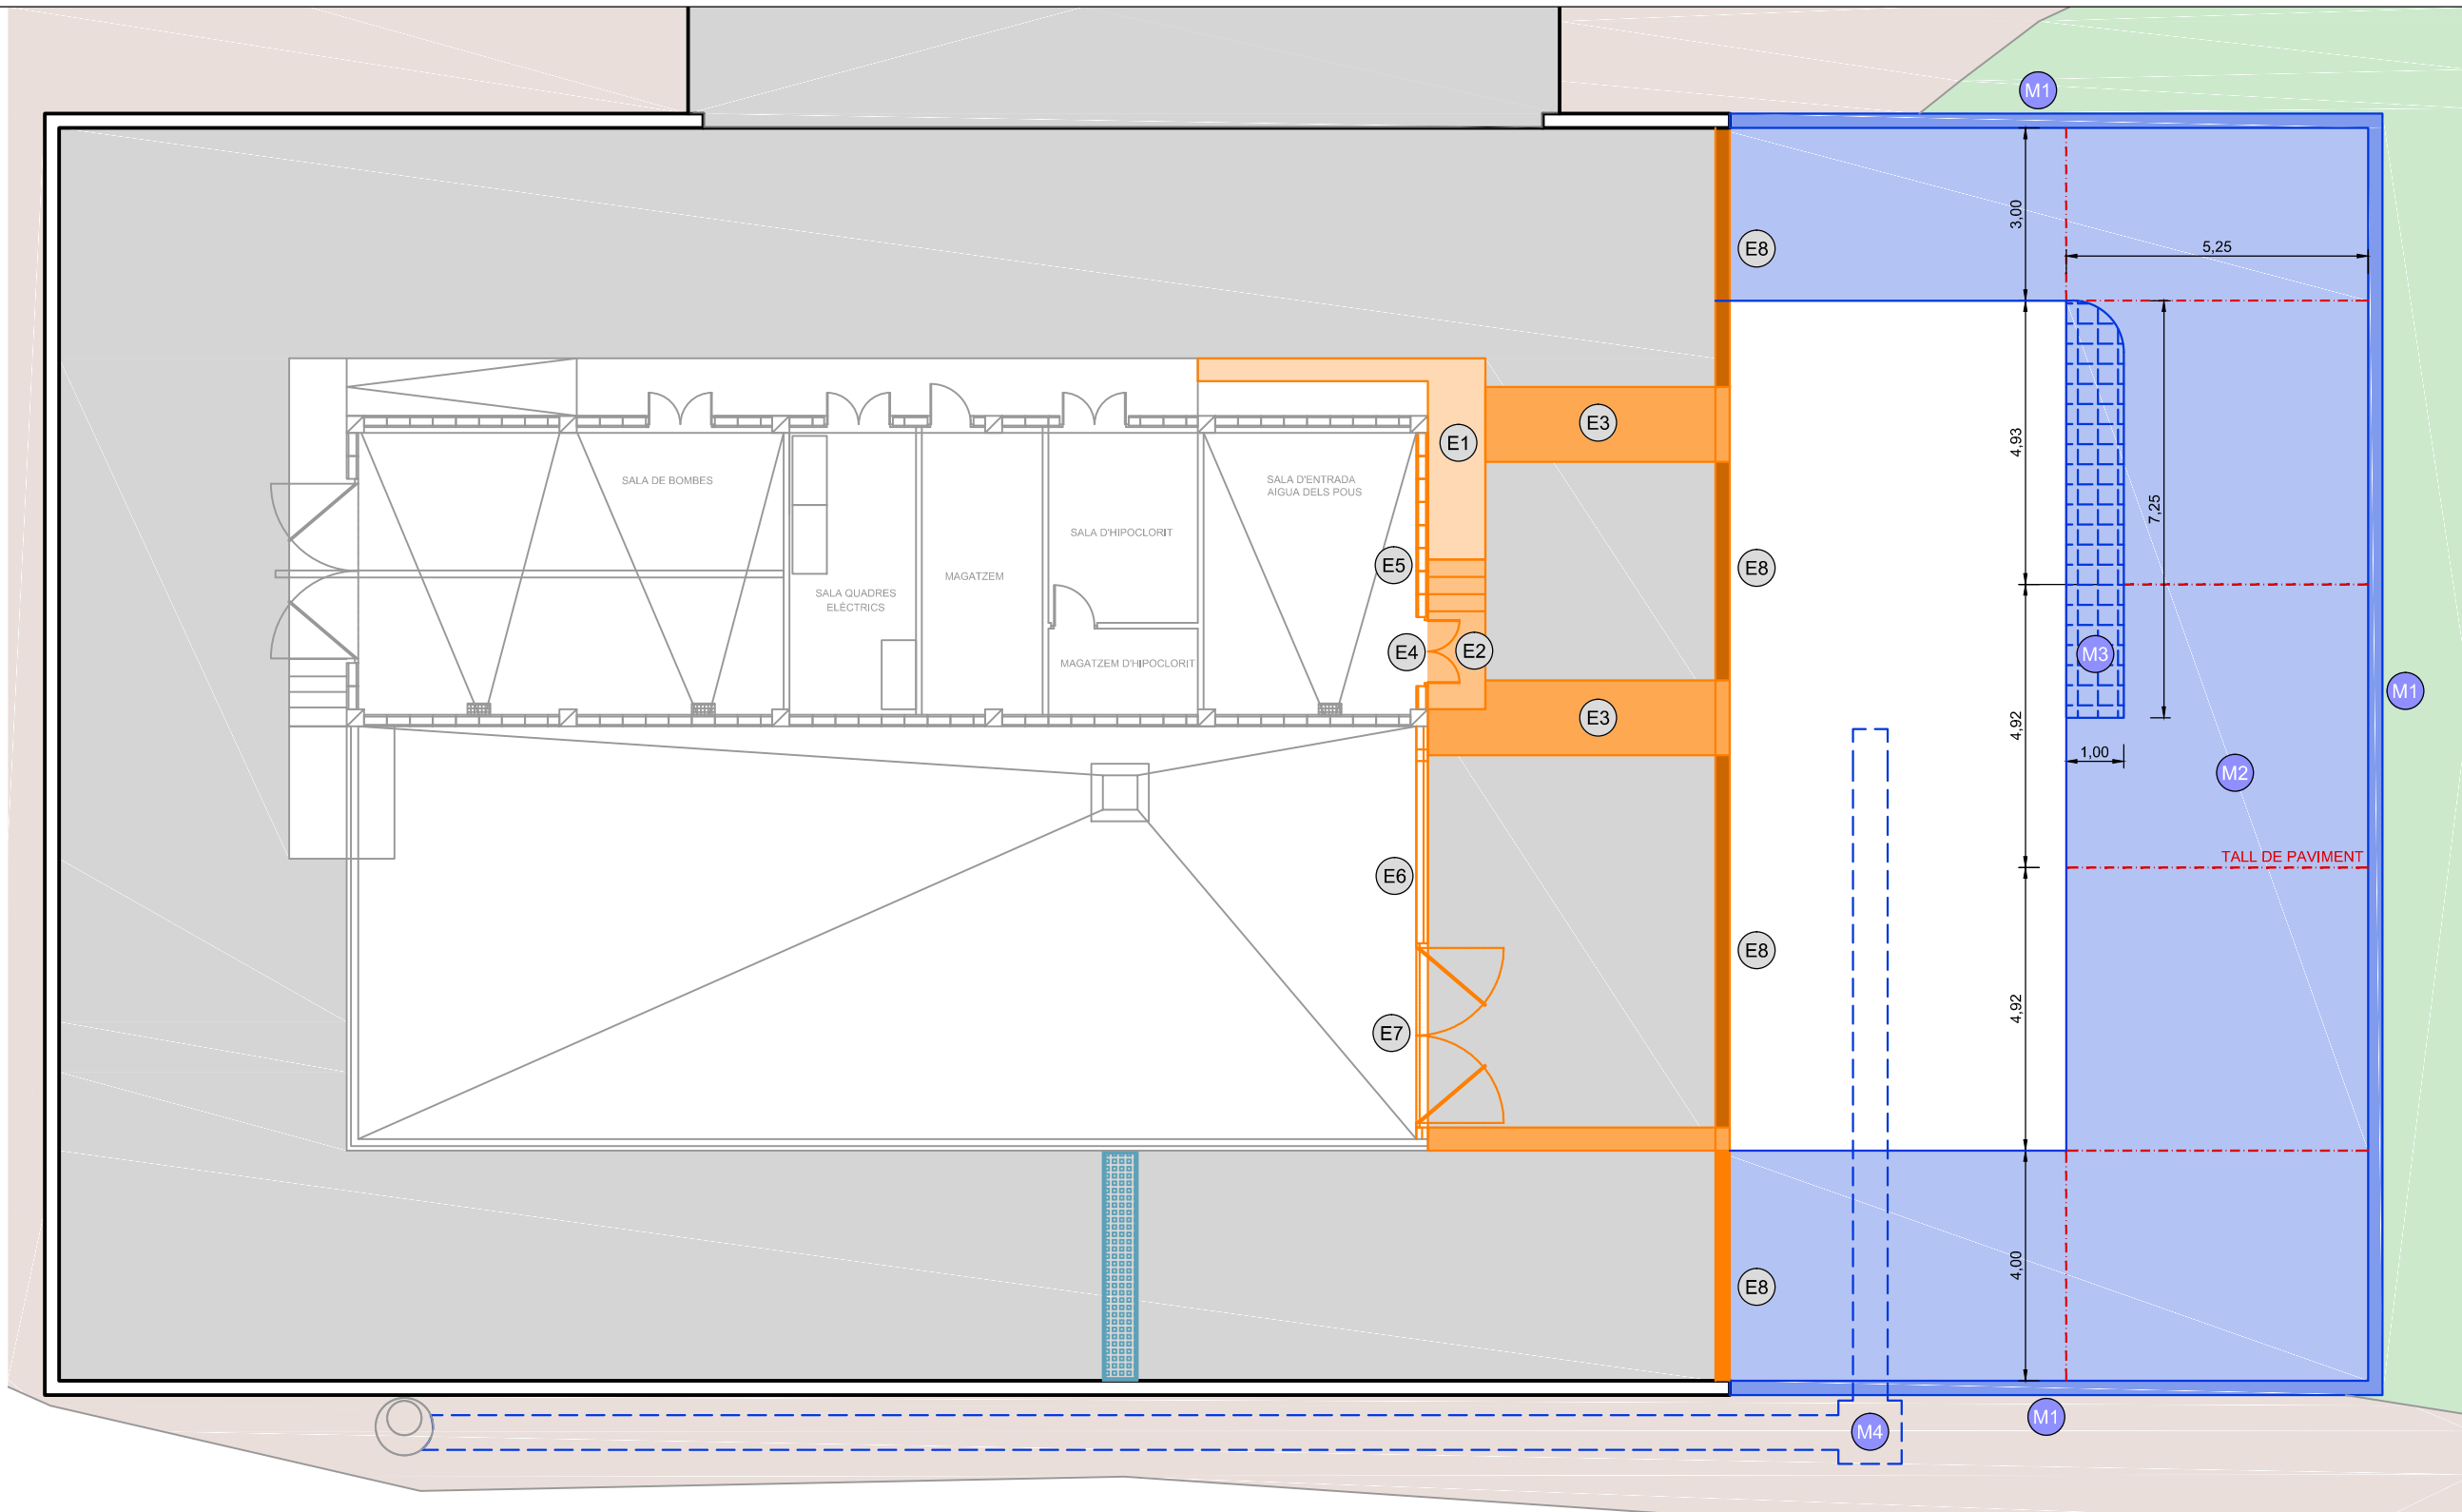 M1
3,00
E8
5,25
E3
E1
4,93
SALA DE BOMBES
SALA D'ENTRADA
AIGUA DELS POUS
7,25
SALA D'HIPOCLORIT
E5
E8
MAGATZEM
SALA QUADRES
ELÈCTRICS
E4
E2
M3
MAGATZEM D'HIPOCLORIT
M1
E3
4,92
1,00
M2
TALL DE PAVIMENT
E6
E8
4,92
E7
4,00
E8
M4
M1